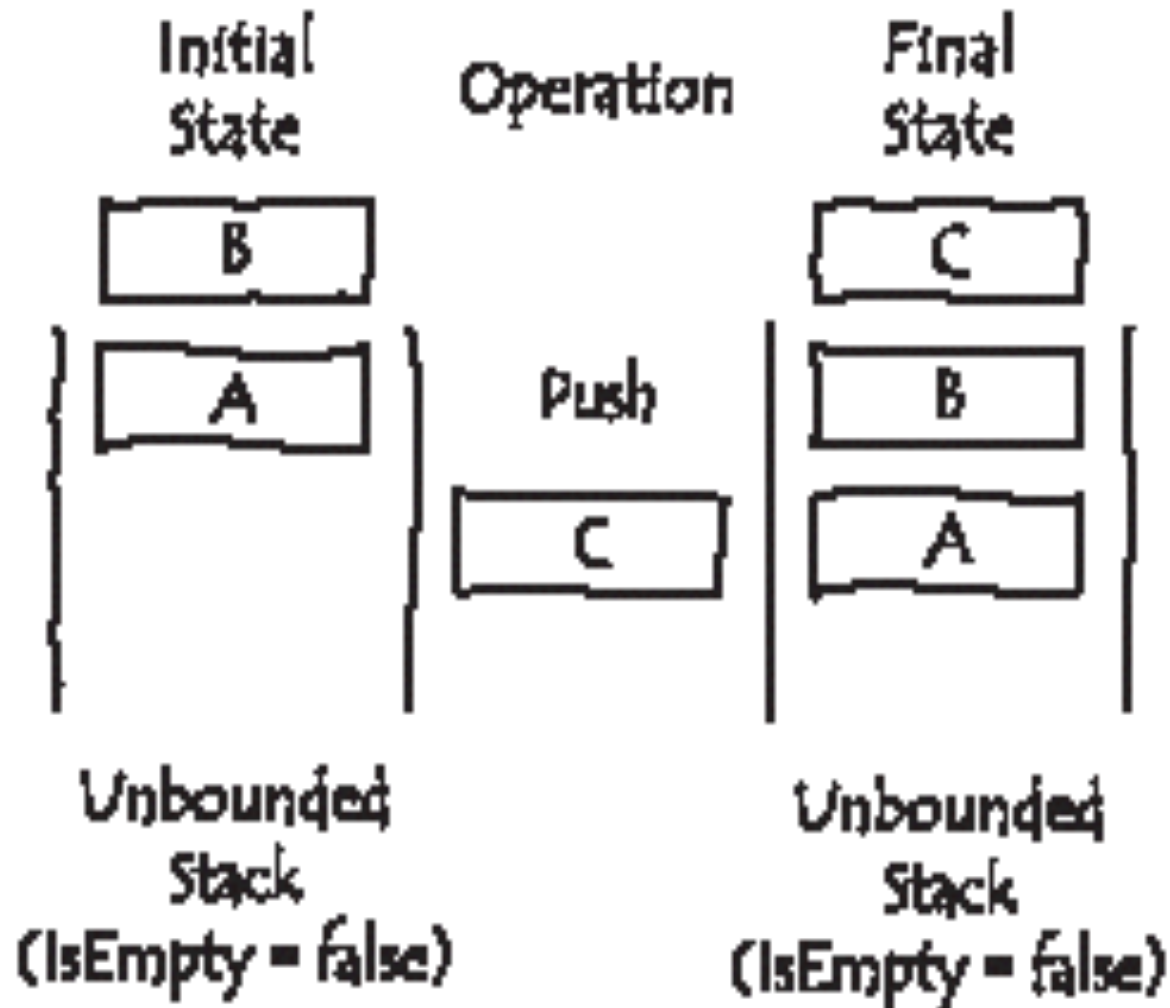 Initial
State
Operation
Final
State
B
C
A
Push
B
C
A
Unbounded
Stack
(IsEmpty = false)
Unbounded
Stack
(IsEmpty = false)